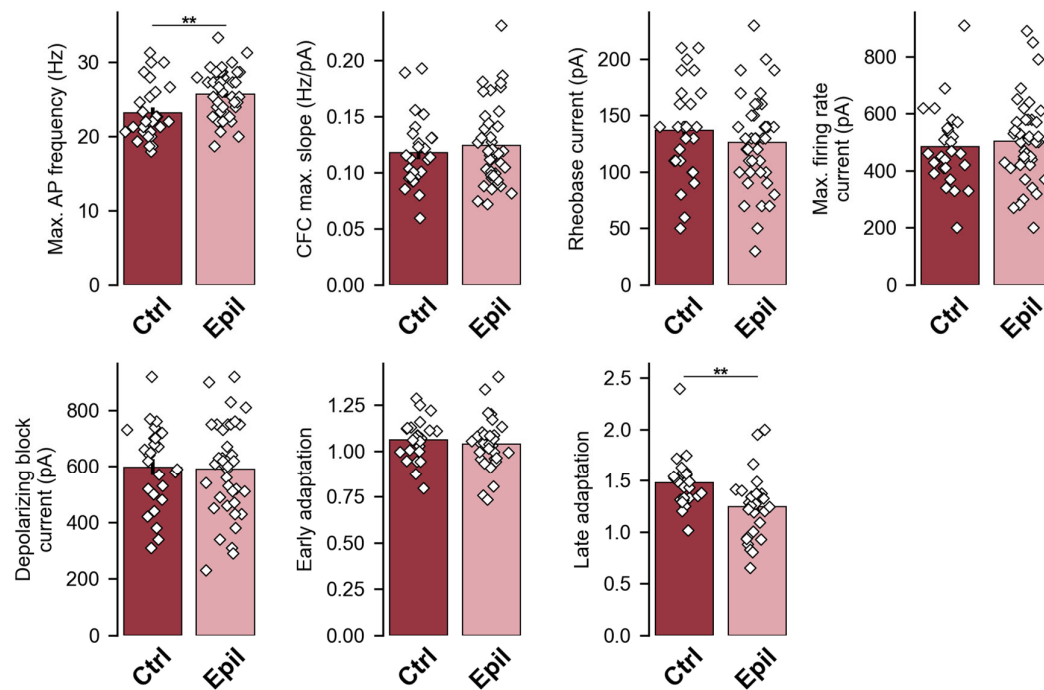 **
Max. AP frequency (Hz)
30
20
10
0
Ctrl
Epil
CFC max. slope (Hz/pA)
0.20
0.15
0.10
0.05
0.00
Ctrl
Epil
Rheobase current (pA)
200
150
100
50
0
Ctrl
Epil
Max. firing rate
current (pA)
800
600
400
200
0
Ctrl
Epil
Depolarizing block
current (pA)
800
600
400
200
0
Ctrl
Epil
Early adaptation
1.25
1.00
0.75
0.50
0.25
0.00
Ctrl
Epil
**
Late adaptation
2.5
2.0
1.5
1.0
0.5
0.0
Ctrl
Epil